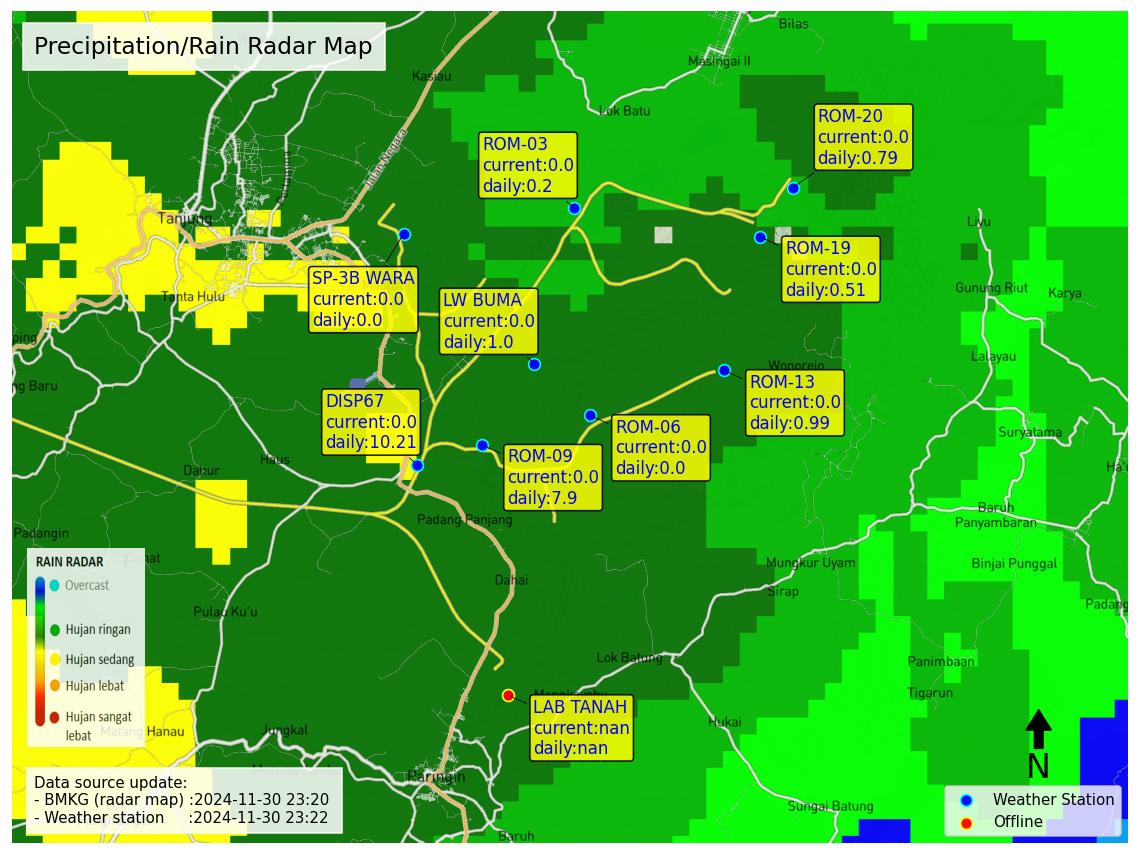 Precipitation/Rain Radar Map
Bilas
Masingai II
Kasiau
Lok Batu
Jalan Negara
ROM-20
current:0.0
daily:0.79
ROM-03
current:0.0
daily:0.2
Tanjung
Liyu
ROM-19
current:0.0
daily:0.51
SP-3B WARA
current:0.0
daily:0.0
LW BUMA
current:0.0
daily:1.0
Tanta Hulu
Gunung Riut
Karya
ping
Lalayau
Wonorejo
ng Baru
ROM-13
current:0.0
daily:0.99
DISP67
current:0.0
daily:10.21
ROM-06
current:0.0
daily:0.0
Suryatama
ROM-09
current:0.0
daily:7.9
Haus
Dahur
Baruh
Panyambaran
Padang Panjang
Padangin
Mungkur Uyam
Binjai Punggal
Dahai
Sirap
Padang
Pulau Ku'u
RAIN RADAR
Overcast
Hujan ringan
Hujan sedang
Hujan lebat
Hujan sangat
lebat
Lok Batung
Panimbaan
Tigarun
LAB TANAH
current:nan
daily:nan
Hukai
Matang Hanau
Jungkal
Paringin
N
Data source update:
- BMKG (radar map) :2024-11-30 23:20
- Weather station :2024-11-30 23:22
Sungai Batung
Weather Station
Offline
Baruh